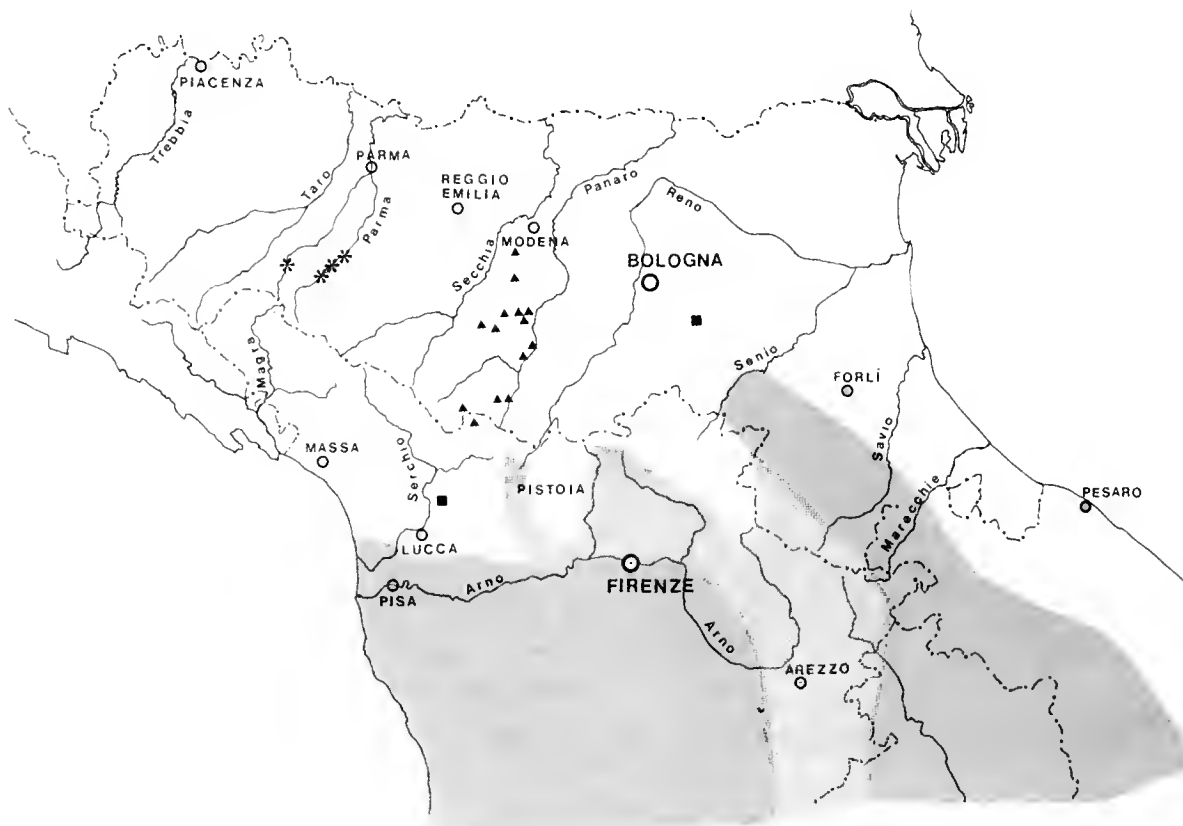 PIACENZA
Trebbia
Taro
PARMA
Parma
REGGIO
EMILIA
Secchia
MODENA
Panaro
Reno
BOLOGNA
Magra
Senio
FORLÌ
Savio
MASSA
Serchio
PISTOIA
Marecchie
PESARO
LUCCA
PISA
Arno
FIRENZE
Arno
AREZZO